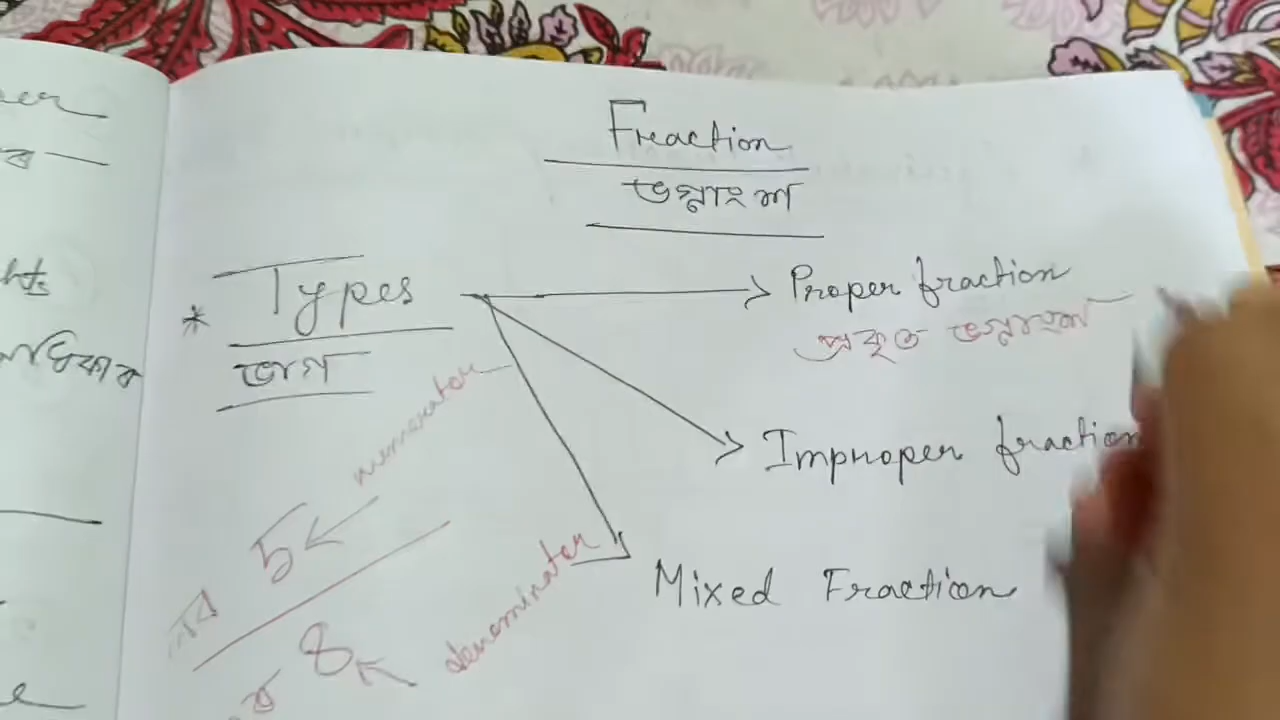 Fraction
ভগ্নাংশ
* Types
ভাগ
Proper fraction
প্রকৃত ভগ্নাংশ
Improper fraction
Mixed Fraction
numerator
5
8
denominator